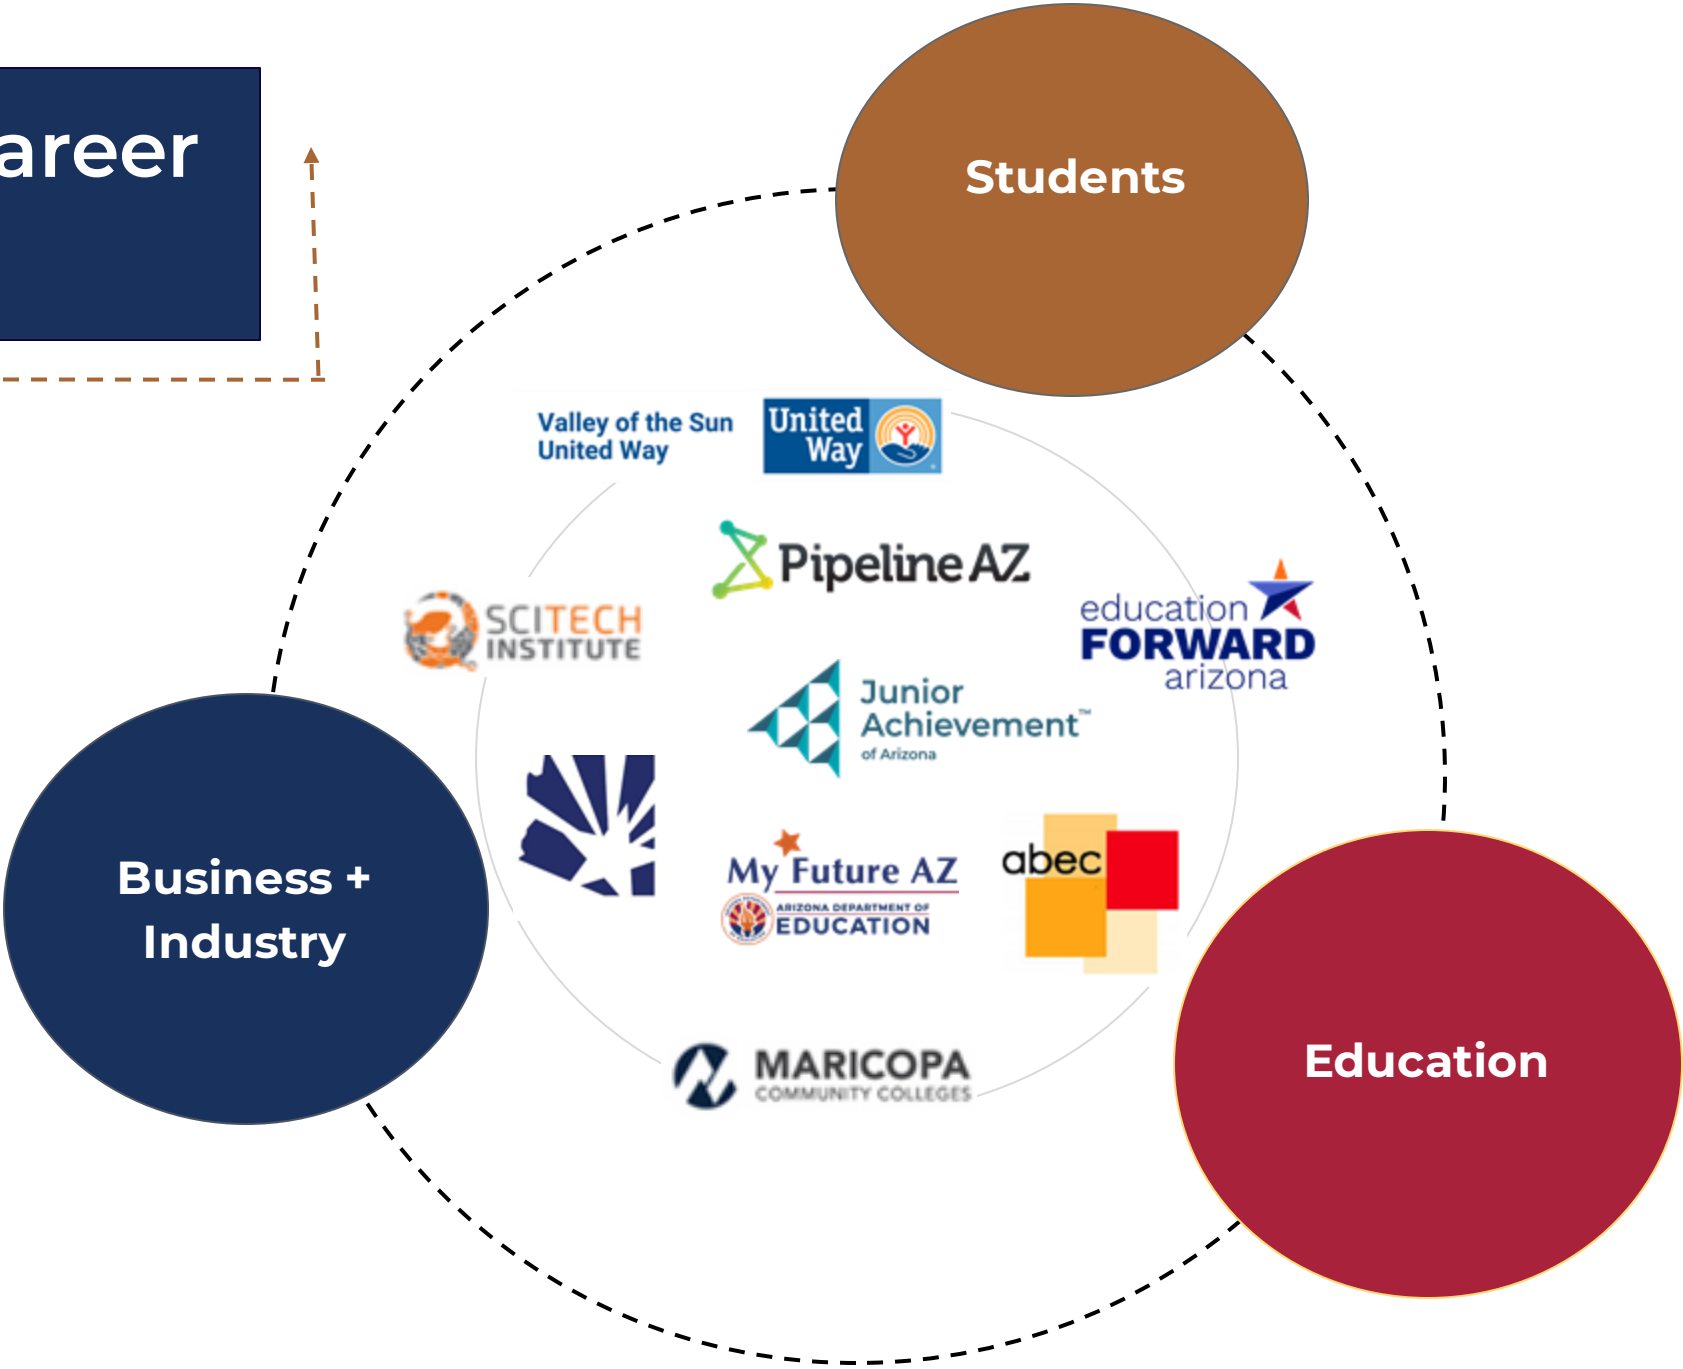 areer
Students
Valley of the Sun
United Way
United
Way
Pipeline AZ
SCITECH
INSTITUTE
education
FORWARD
arizona
Junior
Achievement™
of Arizona
Business +
Industry
My Future AZ
ARIZONA DEPARTMENT OF
EDUCATION
abec
Education
MARICOPA
COMMUNITY COLLEGES